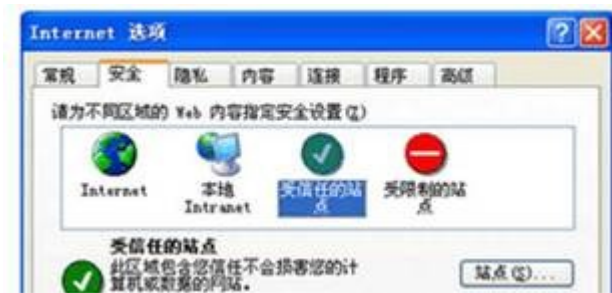 Internet 选项
常规 安全 隐私 内容 连接 程序 高级
请为不同区域的 Web 内容指定安全设置(Z)
Internet 本地 受信任的站 受限制的站
Intranet 点 点
受信任的站点
此区域包含您信任不会损害您的计
算机或数据的网站。
站点(S)...